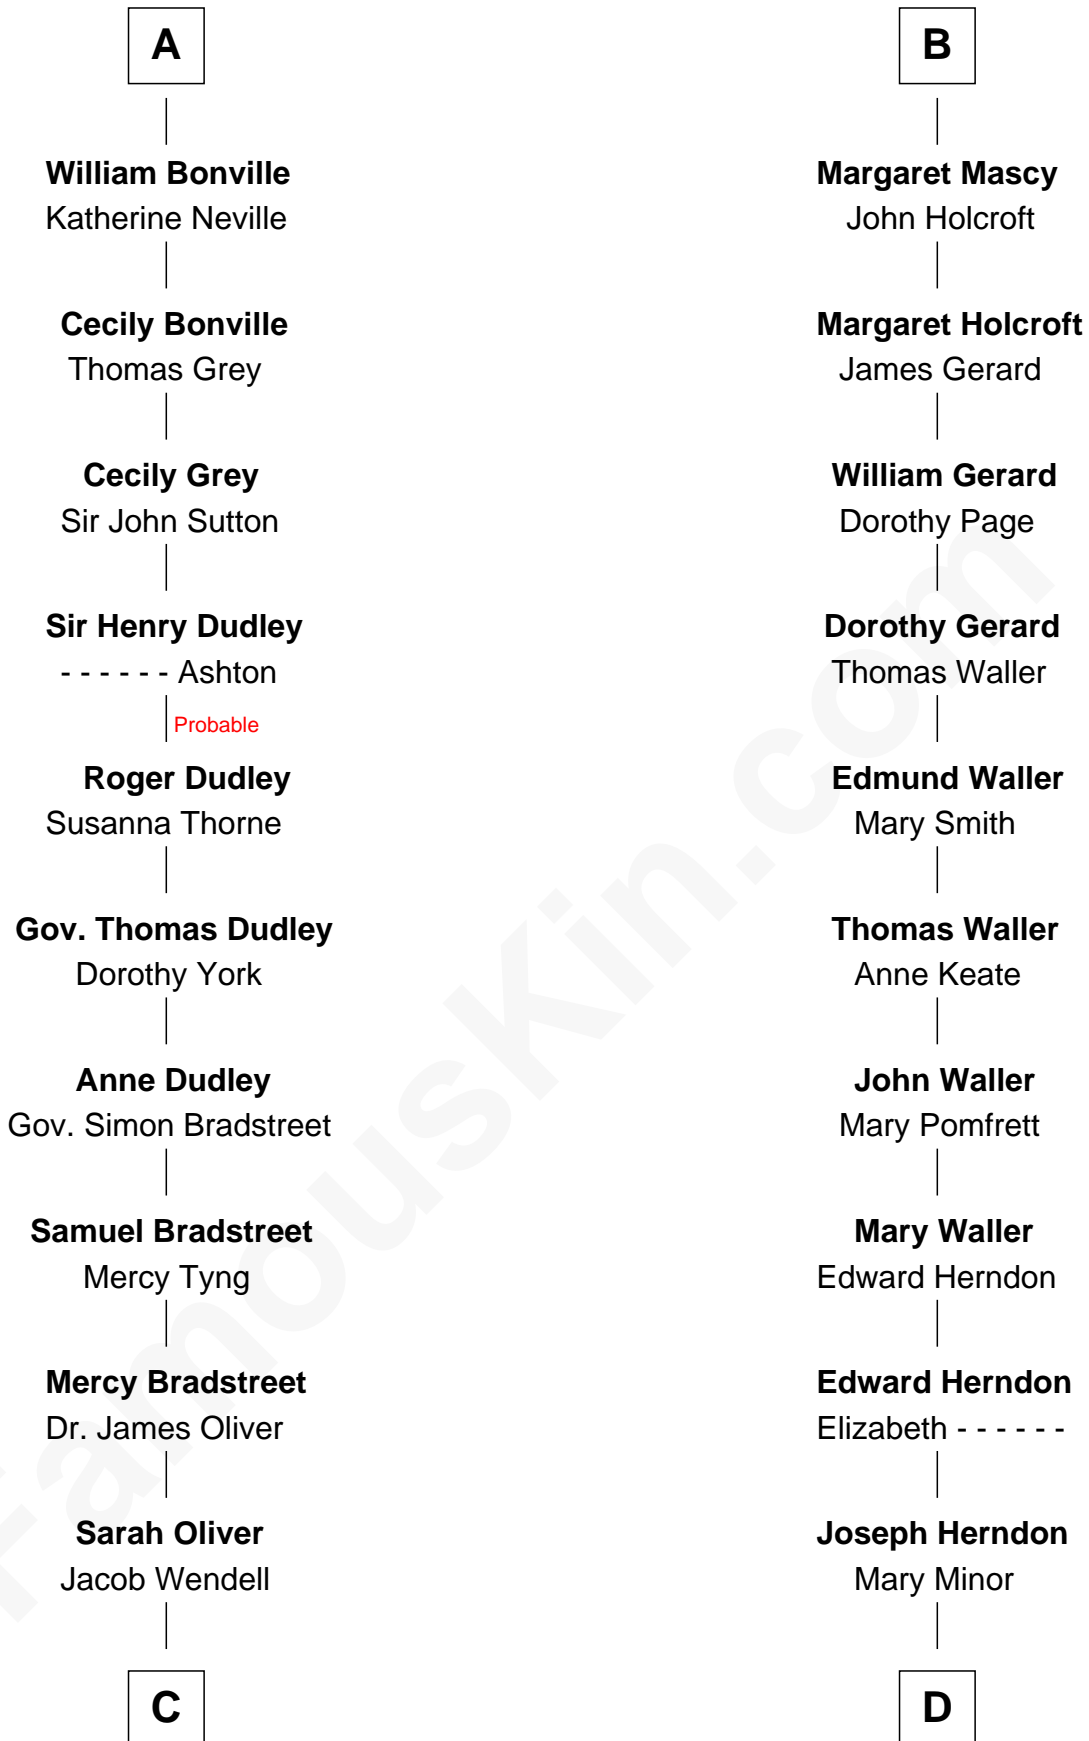 A
William Bonville
Katherine Neville
Cecily Bonville
Thomas Grey
Cecily Grey
Sir John Sutton
Sir Henry Dudley
- - - - - - Ashton
Probable
Roger Dudley
Susanna Thorne
Gov. Thomas Dudley
Dorothy York
Anne Dudley
Gov. Simon Bradstreet
Samuel Bradstreet
Mercy Tyng
Mercy Bradstreet
Dr. James Oliver
Sarah Oliver
Jacob Wendell
C
B
Margaret Mascy
John Holcroft
Margaret Holcroft
James Gerard
William Gerard
Dorothy Page
Dorothy Gerard
Thomas Waller
Edmund Waller
Mary Smith
Thomas Waller
Anne Keate
John Waller
Mary Pomfrett
Mary Waller
Edward Herndon
Edward Herndon
Elizabeth - - - - - -
Joseph Herndon
Mary Minor
D
FamousKin.com